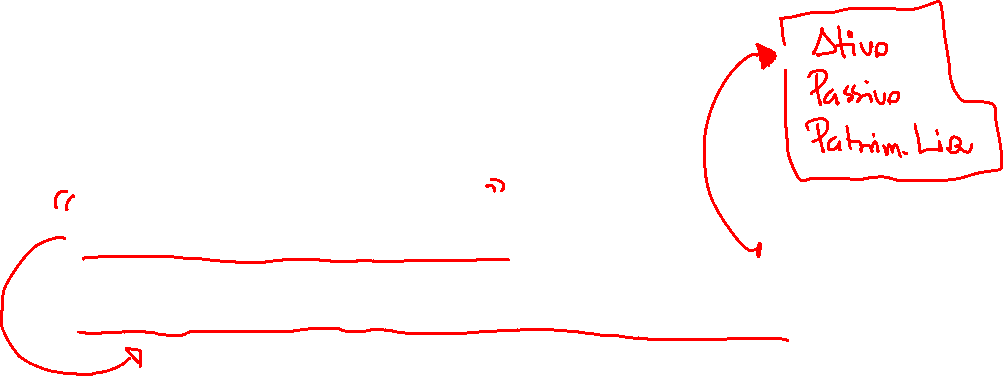 Ativo
Passivo
Patrim. Liq
" "